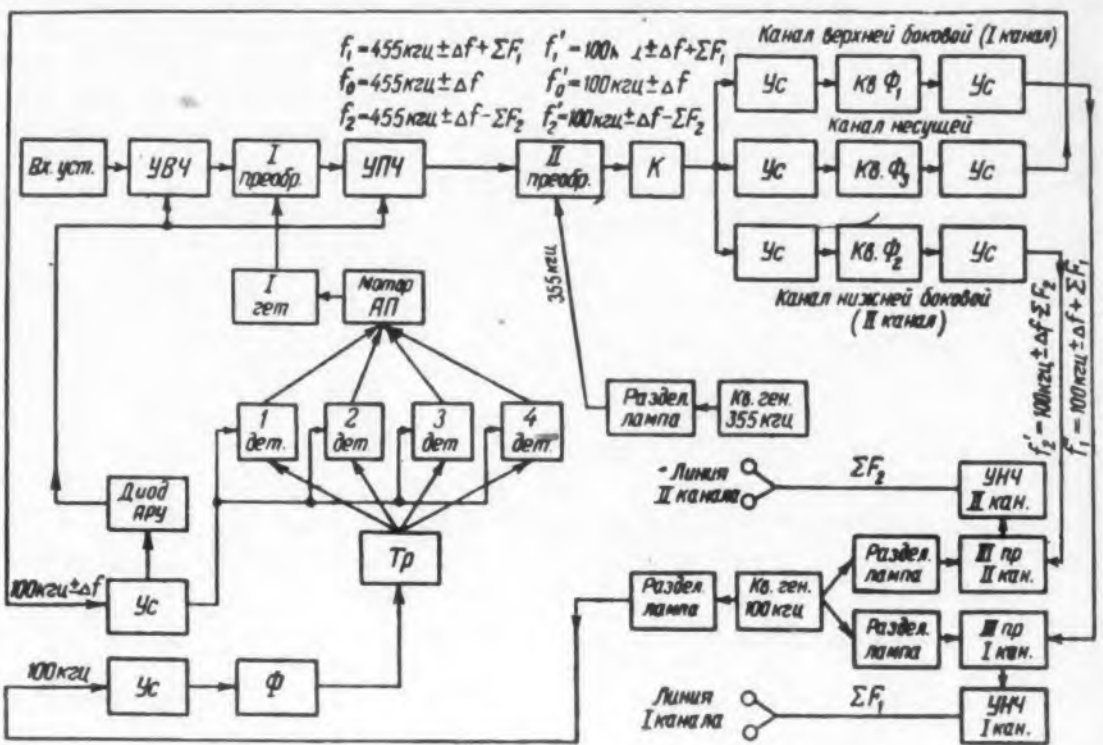 f₁=455кгц±Δf+ΣF₁
f₀=455кгц±Δf
f₂=455кгц±Δf-ΣF₂
f₁'=100к ±Δf+ΣF₁
f₀'=100кгц±Δf
f₂'=100кгц±Δf-ΣF₂
Канал верхней боковой (I канал)
Ус
Кв Ф₁
Ус
канал несущей
Вх. уст.
УВЧ
I
преобр.
УПЧ
II
преобр.
К
Ус
Кв. Ф₃
Ус
Ус
Кв. Ф₂
Ус
Канал нижней боковой
(II канал)
355кгц
I
гет
Мотор
АП
f₂'=100кгц±Δf-ΣF₂
f₁'=100кгц±Δf+ΣF₁
Раздел.
лампа
Кв. ген.
355кгц
1
дет.
2
дет
3
дет
4
дет.
Линия
II канала
ΣF₂
УНЧ
II кан.
Диод
АРУ
Тр
Раздел.
лампа
III пр
II кан.
100кгц±Δf
Ус
Раздел.
лампа
Кв. ген.
100кгц
Раздел.
лампа
III пр
I кан.
100кгц
Ус
Ф
Линия
I канала
ΣF₁
УНЧ
I кан.